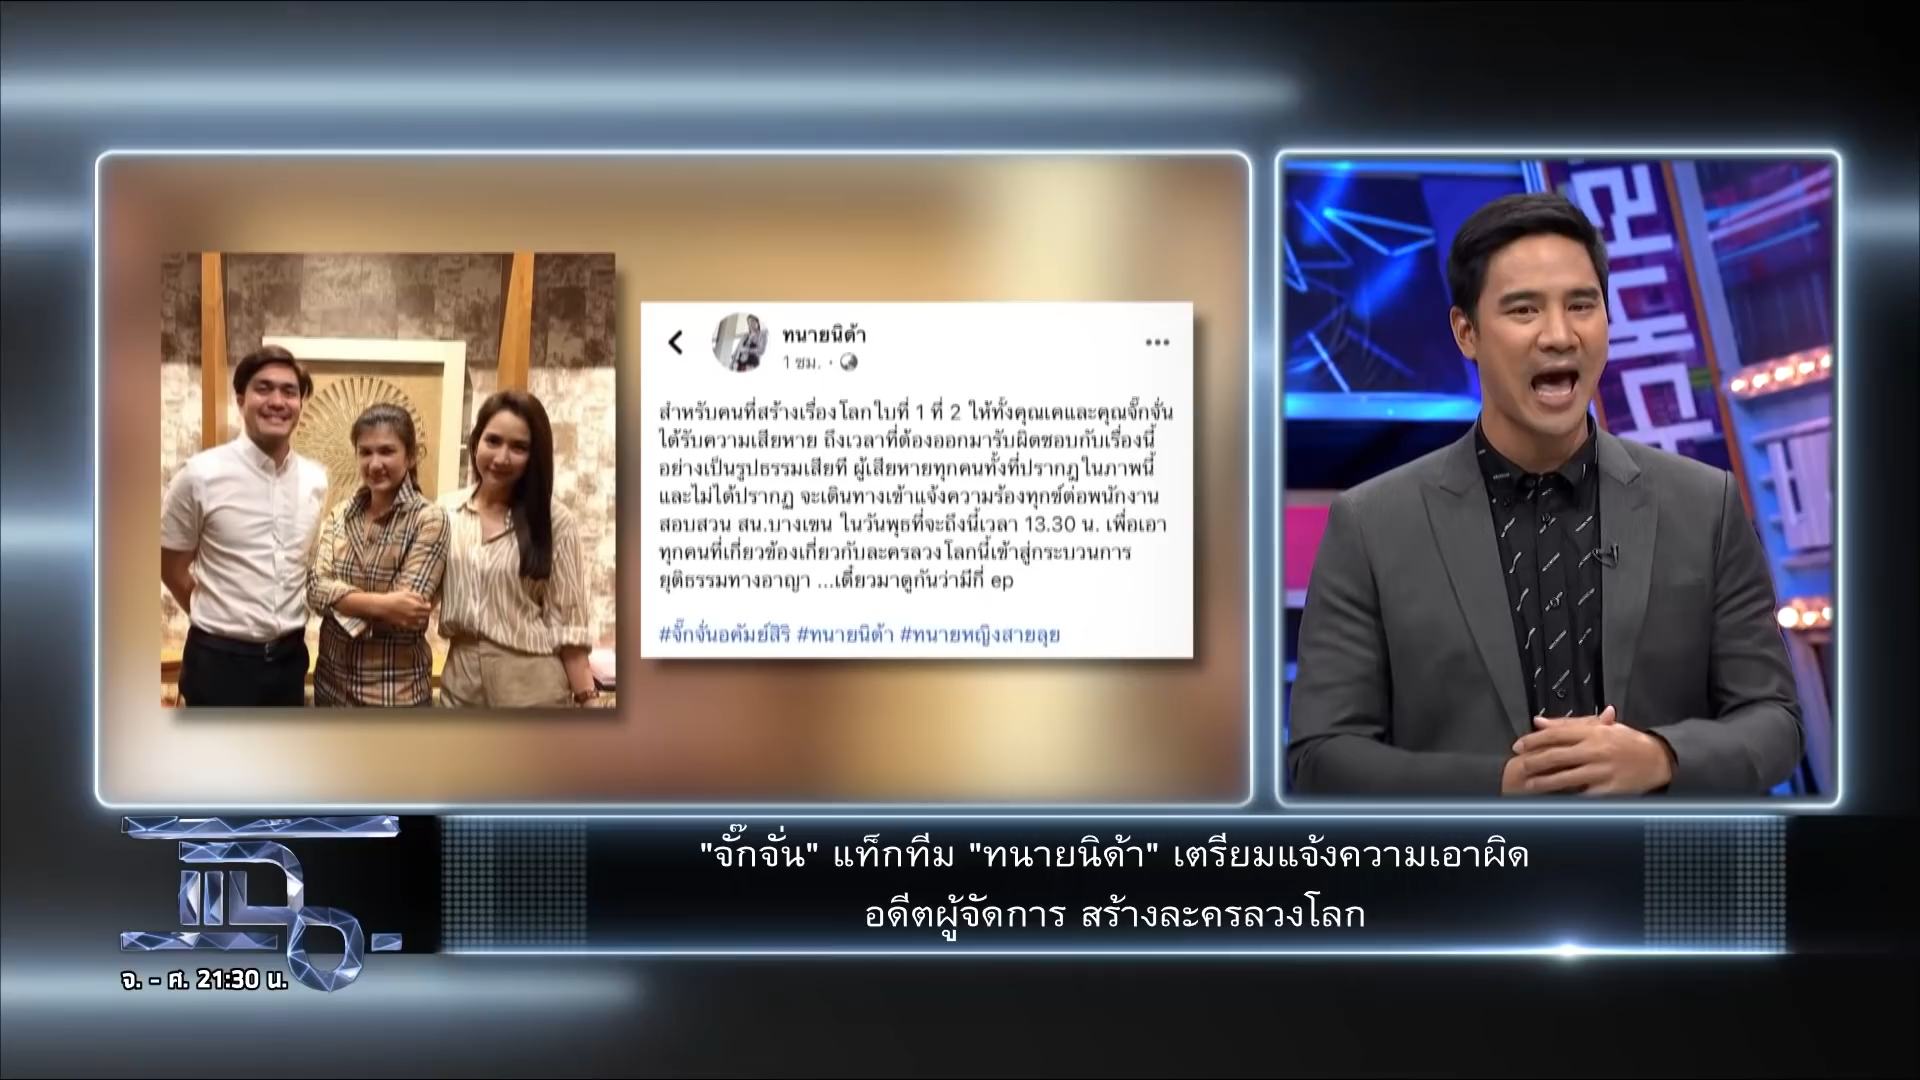 ทนายนิด้า
1 ชม.
สำหรับคนที่สร้างเรื่องโลกใบที่ 1 ที่ 2 ให้ทั้งคุณเคและคุณจั๊กจั่น
ได้รับความเสียหาย ถึงเวลาที่ต้องออกมารับผิดชอบกับเรื่องนี้
อย่างเป็นรูปธรรมเสียที ผู้เสียหายทุกคนทั้งที่ปรากฎในภาพนี้
และไม่ได้ปรากฏ จะเดินทางเข้าแจ้งความร้องทุกข์ต่อพนักงาน
สอบสวน สน.บางเขน ในวันพุธที่จะถึงนี้เวลา 13.30 น. เพื่อเอา
ทุกคนที่เกี่ยวข้องเกี่ยวกับละครลวงโลกนี้เข้าสู่กระบวนการ
ยุติธรรมทางอาญา ...เดี๋ยวมาดูกันว่ามีกี่ ep
#จั๊กจั่นอคัมย์สิริ #ทนายนิด้า #ทนายหญิงสายลุย
"จั๊กจั่น" แท็กทีม "ทนายนิด้า" เตรียมแจ้งความเอาผิด
อดีตผู้จัดการ สร้างละครลวงโลก
แฉ
จ. - ศ. 21:30 น.